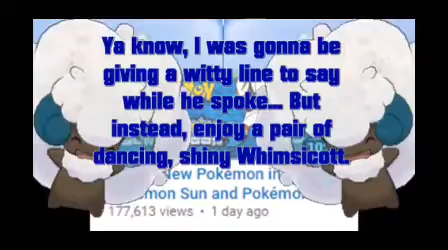 Ya know, I was gonna be
giving a witty line to say
while he spoke... But
instead, enjoy a pair of
dancing, shiny Whimsicott.
New Pokémon in
mon Sun and Pokémo
177,613 views • 1 day ago